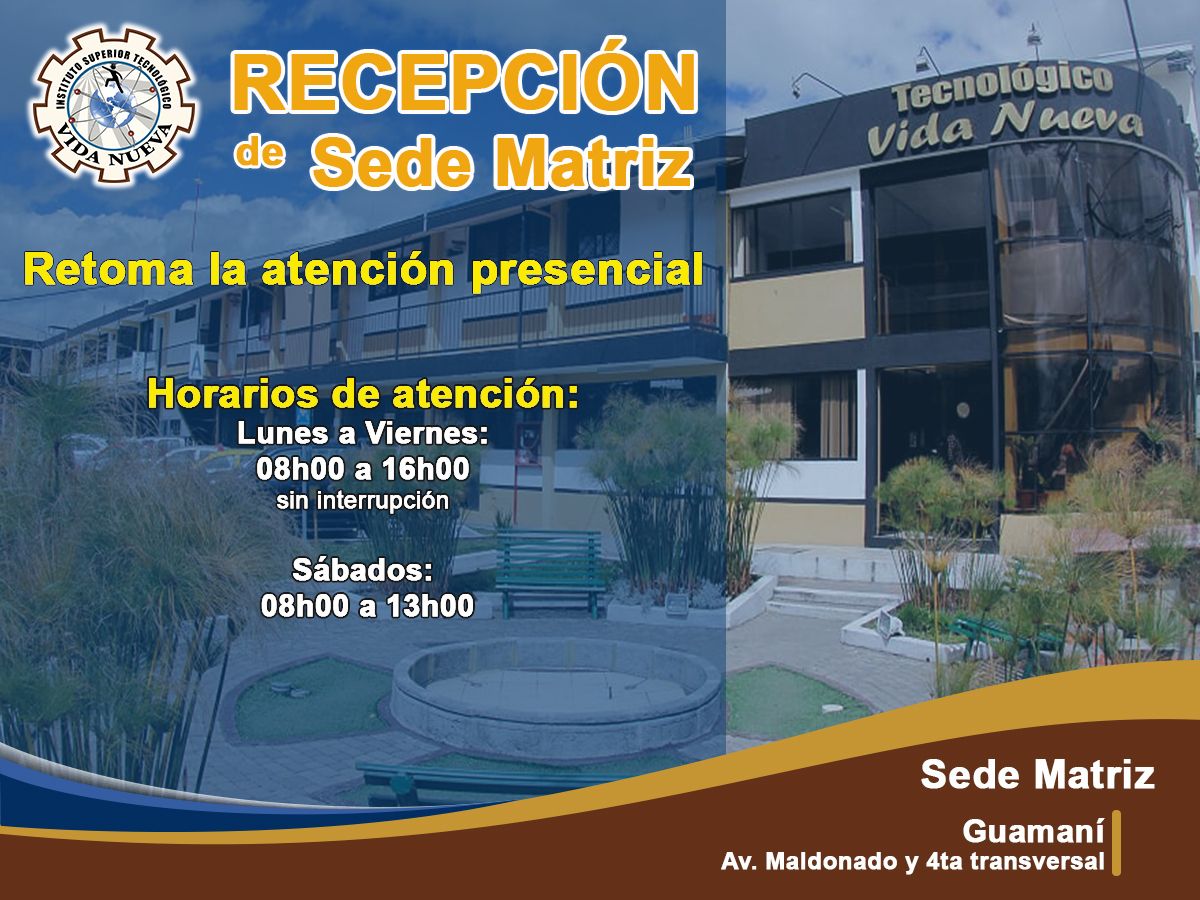 INSTITUTO SUPERIOR TECNOLÓGICO
VIDA NUEVA
RECEPCIÓN
de Sede Matriz
Tecnológico
Vida Nueva
Retoma la atención presencial
A
Horarios de atención:
Lunes a Viernes:
08h00 a 16h00
sin interrupción
Sábados:
08h00 a 13h00
Sede Matriz
Guamaní
Av. Maldonado y 4ta transversal